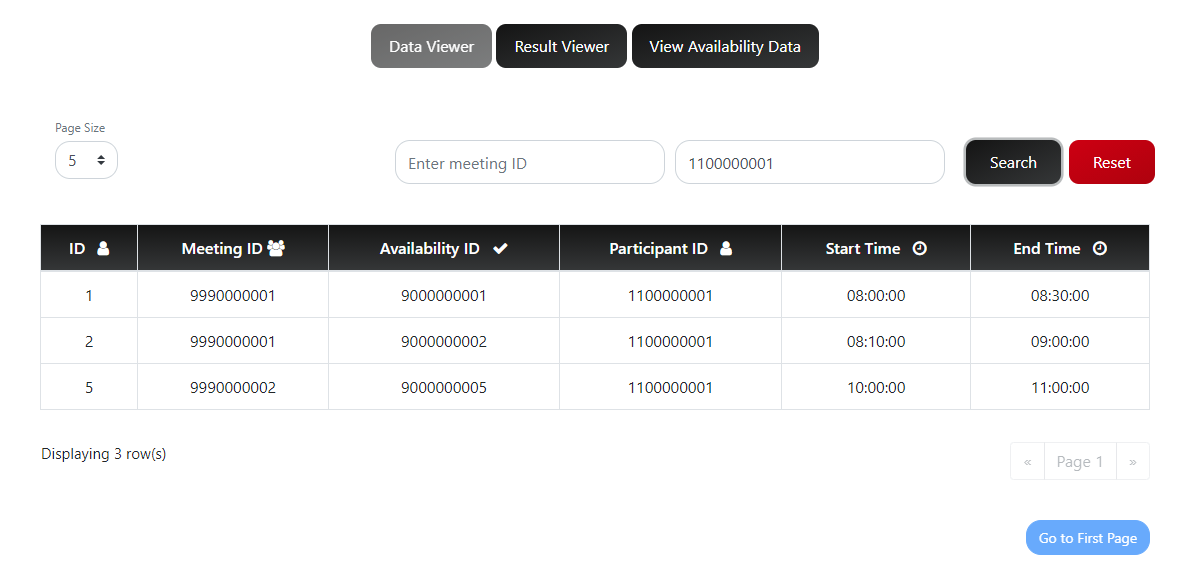 Data Viewer Result Viewer View Availability Data
Page Size
5 Enter meeting ID 1100000001 Search Reset
ID Meeting ID Availability ID Participant ID Start Time End Time
1 9990000001 9000000001 1100000001 08:00:00 08:30:00
2 9990000001 9000000002 1100000001 08:10:00 09:00:00
5 9990000002 9000000005 1100000001 10:00:00 11:00:00
Displaying 3 row(s) « Page 1 »
Go to First Page